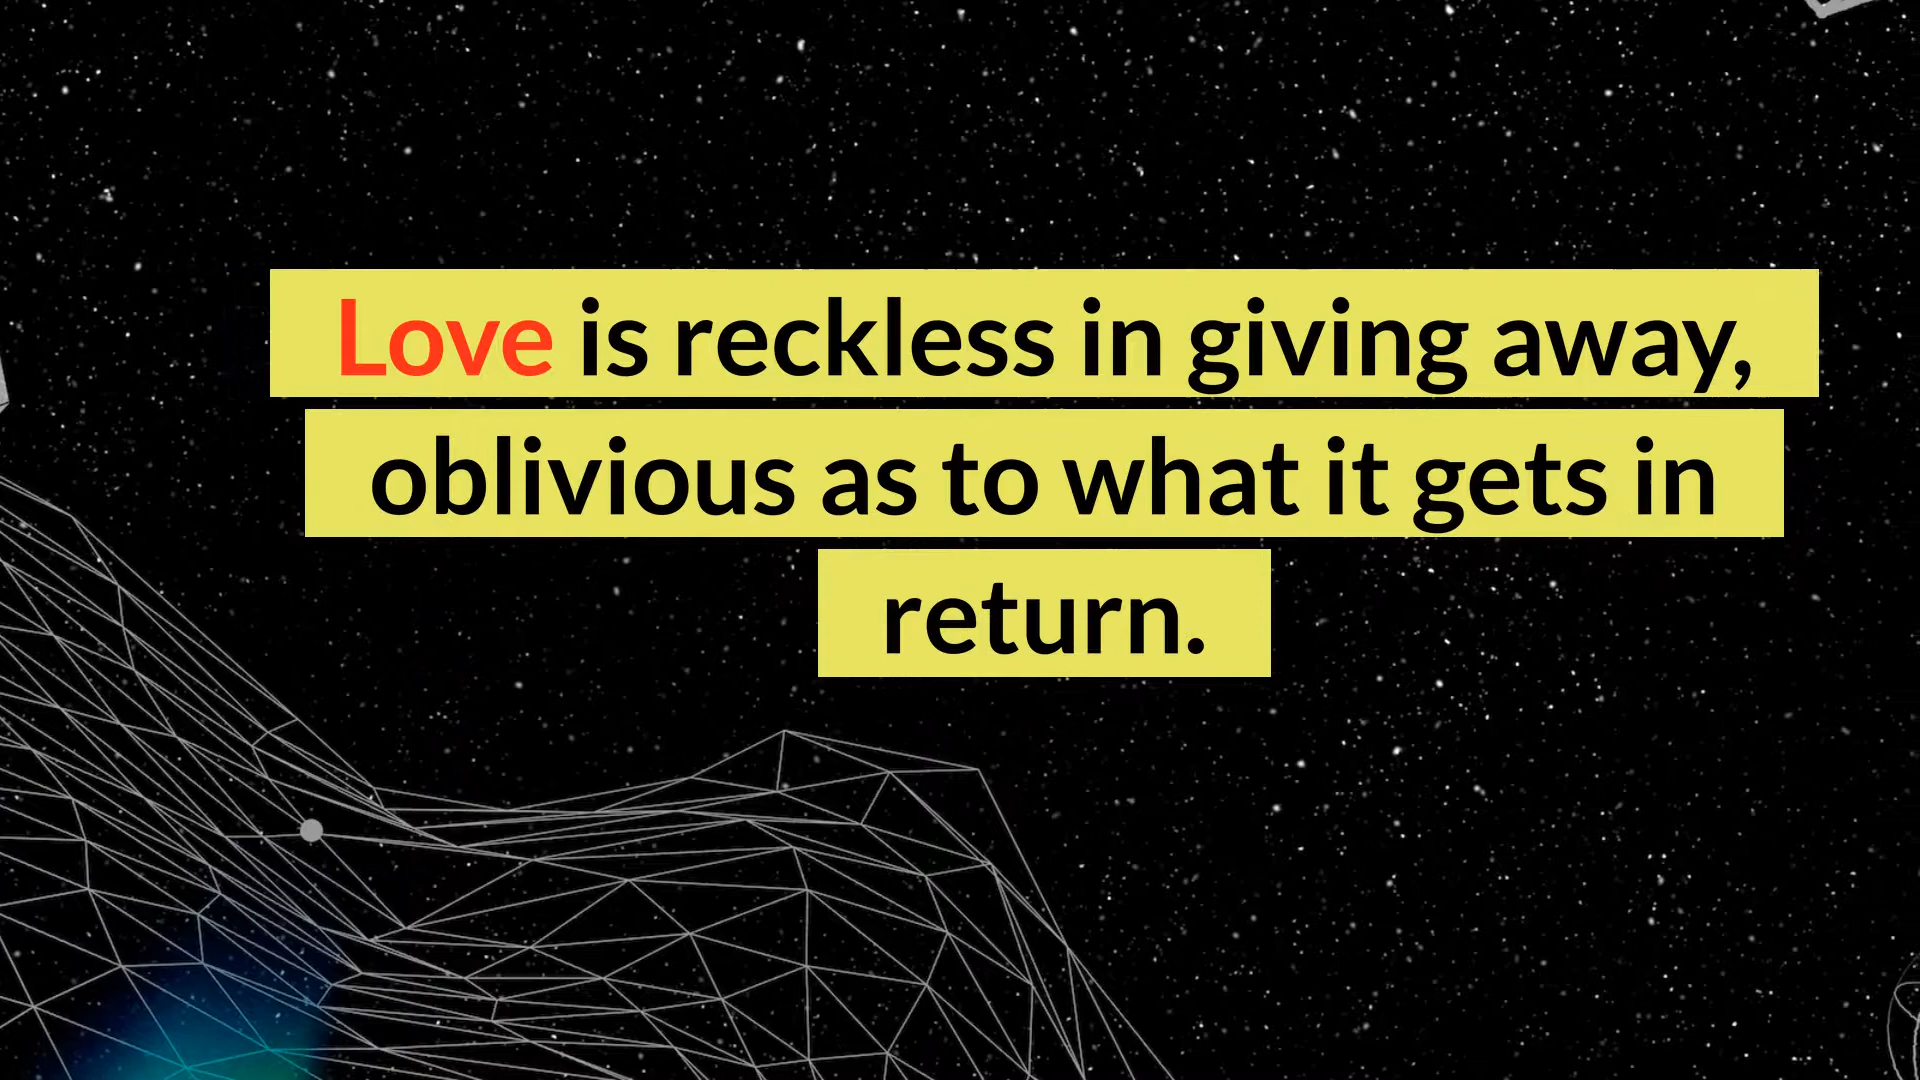 Love is reckless in giving away,
oblivious as to what it gets in
return.